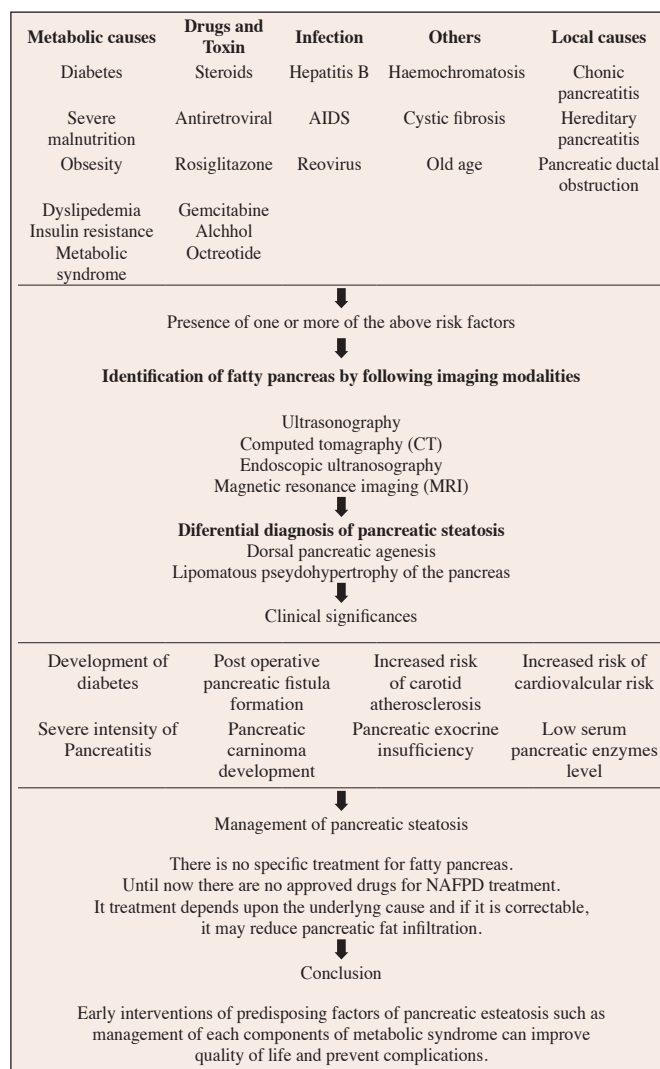 Metabolic causes Drugs and Toxin Infection Others Local causes
Diabetes Steroids Hepatitis B Haemochromatosis Chonic pancreatitis
Severe malnutrition Antiretroviral AIDS Cystic fibrosis Hereditary pancreatitis
Obsesity Rosiglitazone Reovirus Old age Pancreatic ductal obstruction
Dyslipedemia Gemcitabine
Insulin resistance Alchhol
Metabolic syndrome Octreotide
Presence of one or more of the above risk factors
Identification of fatty pancreas by following imaging modalities
Ultrasonography
Computed tomagraphy (CT)
Endoscopic ultranosography
Magnetic resonance imaging (MRI)
Diferential diagnosis of pancreatic steatosis
Dorsal pancreatic agenesis
Lipomatous pseydohypertrophy of the pancreas
Clinical significances
Development of diabetes Post operative pancreatic fistula formation Increased risk of carotid atherosclerosis Increased risk of cardiovalcular risk
Severe intensity of Pancreatitis Pancreatic carninoma development Pancreatic exocrine insufficiency Low serum pancreatic enzymes level
Management of pancreatic steatosis
There is no specific treatment for fatty pancreas.
Until now there are no approved drugs for NAFPD treatment.
It treatment depends upon the underlyng cause and if it is correctable,
it may reduce pancreatic fat infiltration.
Conclusion
Early interventions of predisposing factors of pancreatic esteatosis such as
management of each components of metabolic syndrome can improve
quality of life and prevent complications.